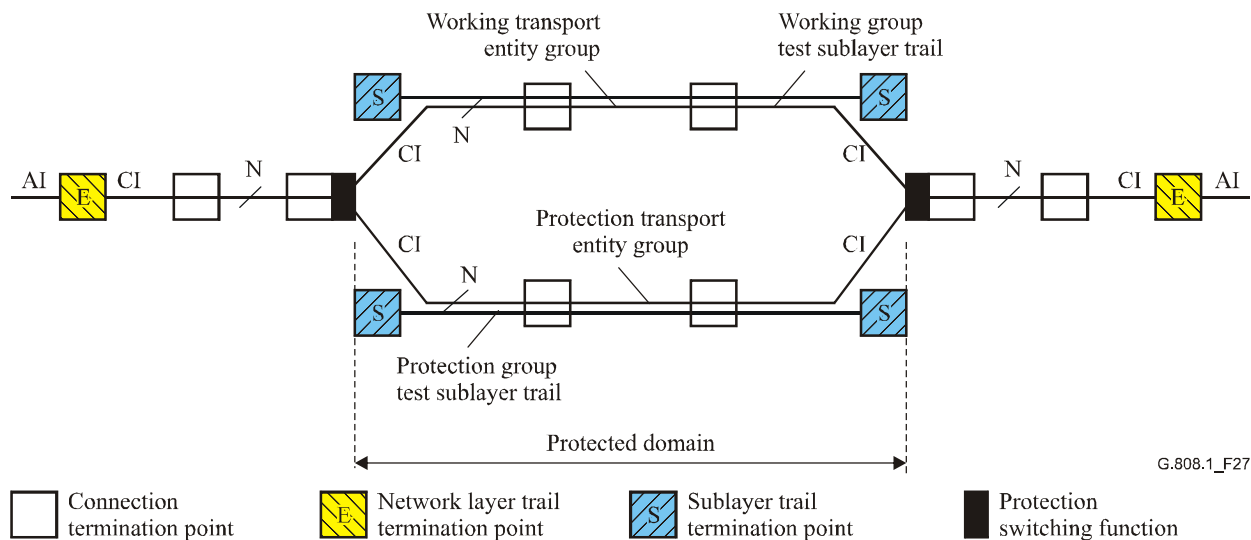 Working transport
entity group
Working group
test sublayer trail
S
S
N
N
CI
CI
AI
E
CI
N
N
CI
E
AI
CI
CI
Protection transport
entity group
N
S
S
Protection group
test sublayer trail
Protected domain
G.808.1_F27
Connection
termination point
E
Network layer trail
termination point
S
Sublayer trail
termination point
Protection
switching function